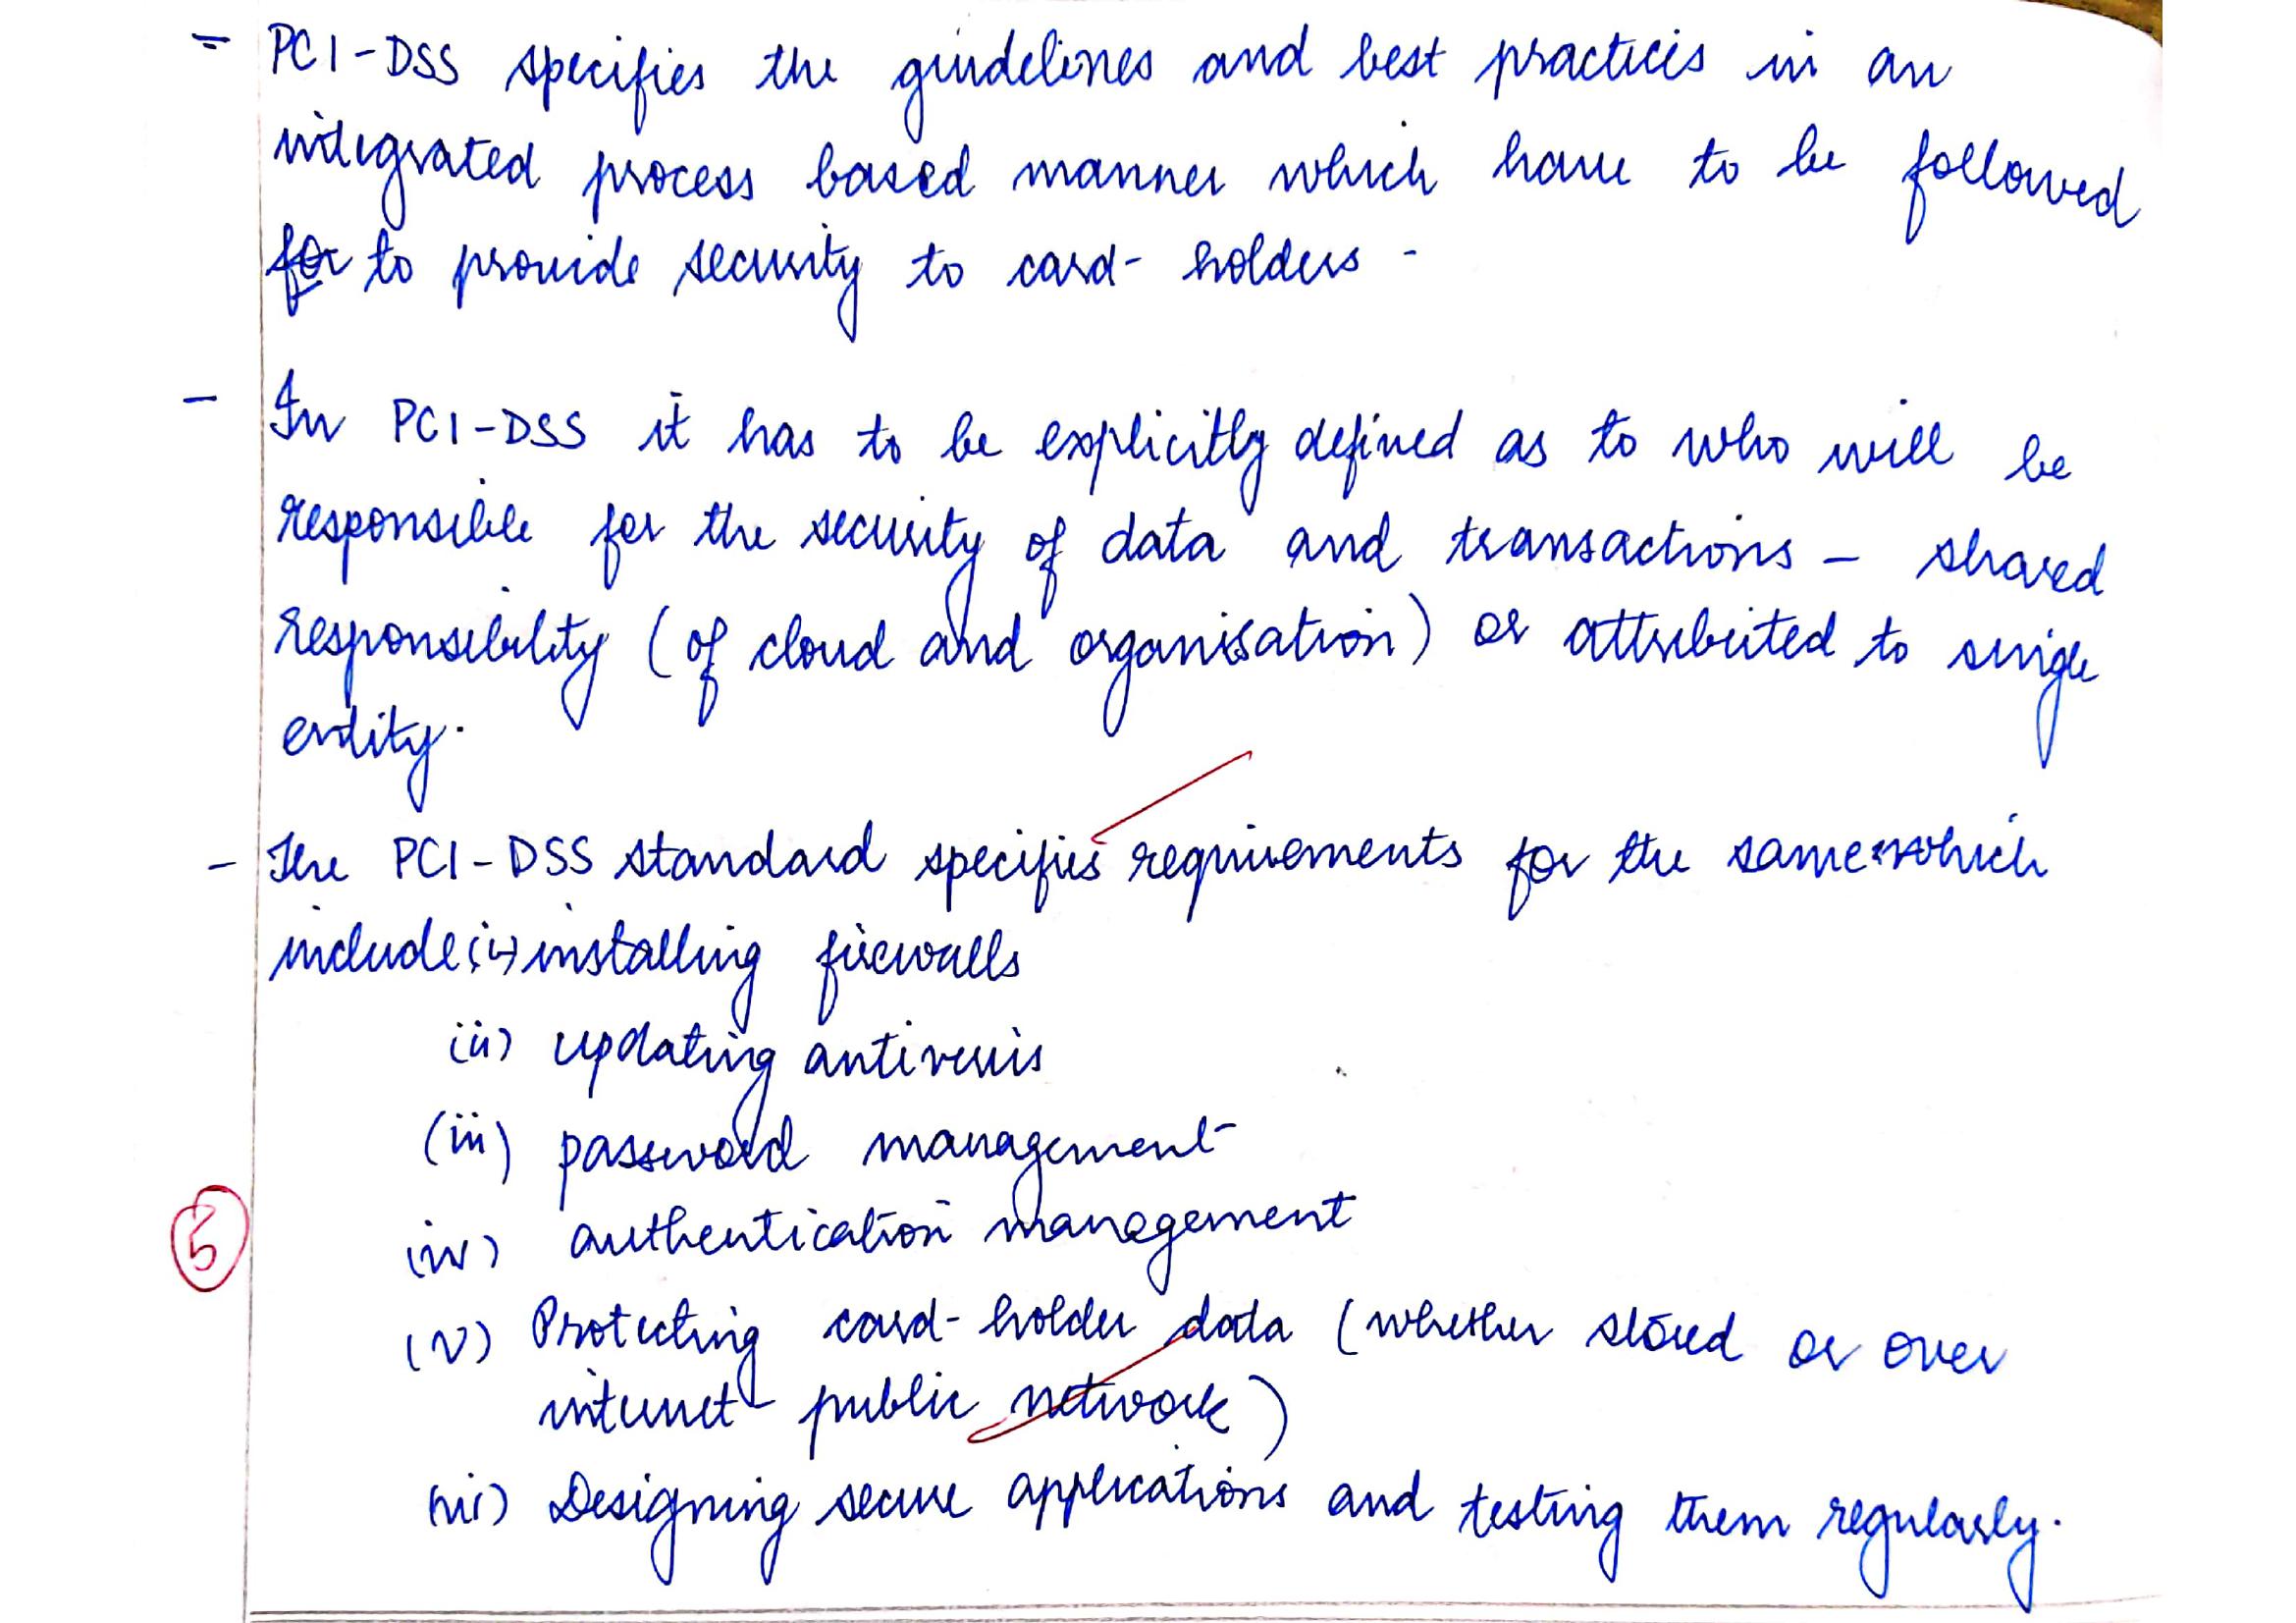 - PCI-DSS specifies the guidelines and best practices in an
integrated process based manner which have to be followed
for to provide security to card-holders -
- In PCI-DSS it has to be explicitly defined as to who will be
responsible for the security of data and transactions - shared
responsibility (of cloud and organisation) or attributed to single
entity.
- The PCI-DSS standard specifies requirements for the same which
include (i) installing firewalls
(ii) updating antivirus
(iii) password management
(iv) authentication management
5
(v) Protecting card-holder data (whether stored or over
internet public network)
(vi) Designing secure applications and testing them regularly.